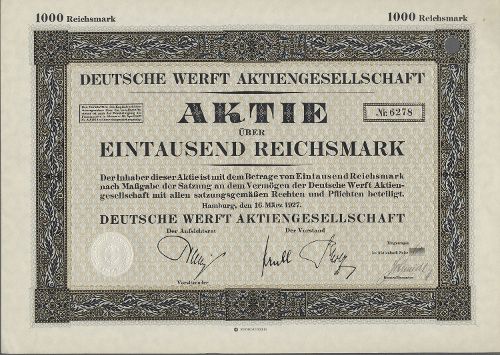 1000 Reichsmark 1000 Reichsmark
DEUTSCHE WERFT AKTIENGESELLSCHAFT
AKTIE
№ 6278
ÜBER
EINTAUSEND REICHSMARK
Der Inhaber dieser Aktie ist mit dem Betrage von Eintausend Reichsmark
nach Maßgabe der Satzung an dem Vermögen der Deutsche Werft Aktien-
gesellschaft mit allen satzungsgemäßen Rechten und Pflichten beteiligt.
Hamburg, den 16. März 1927.
DEUTSCHE WERFT AKTIENGESELLSCHAFT
Der Aufsichtsrat Der Vorstand
Eingetragen
Vorsitzender